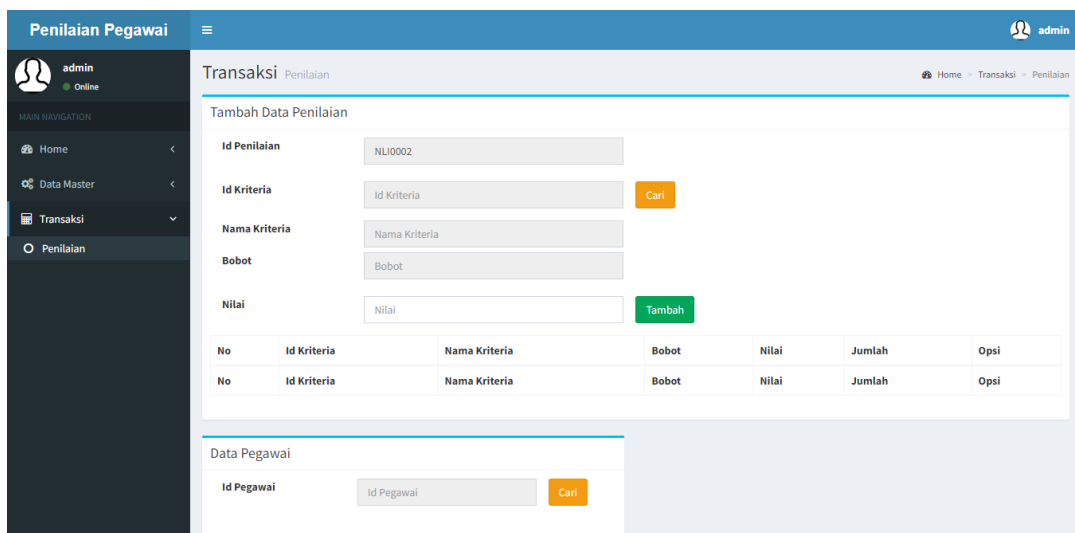 Penilaian Pegawai
admin
admin
Online
Transaksi Penilaian
Home > Transaksi > Penilaian
MAIN NAVIGATION
Home
Data Master
Transaksi
Penilaian
Tambah Data Penilaian
Id Penilaian NLI0002
Id Kriteria Id Kriteria Cari
Nama Kriteria Nama Kriteria
Bobot Bobot
Nilai Nilai Tambah
No Id Kriteria Nama Kriteria Bobot Nilai Jumlah Opsi
No Id Kriteria Nama Kriteria Bobot Nilai Jumlah Opsi
Data Pegawai
Id Pegawai Id Pegawai Cari